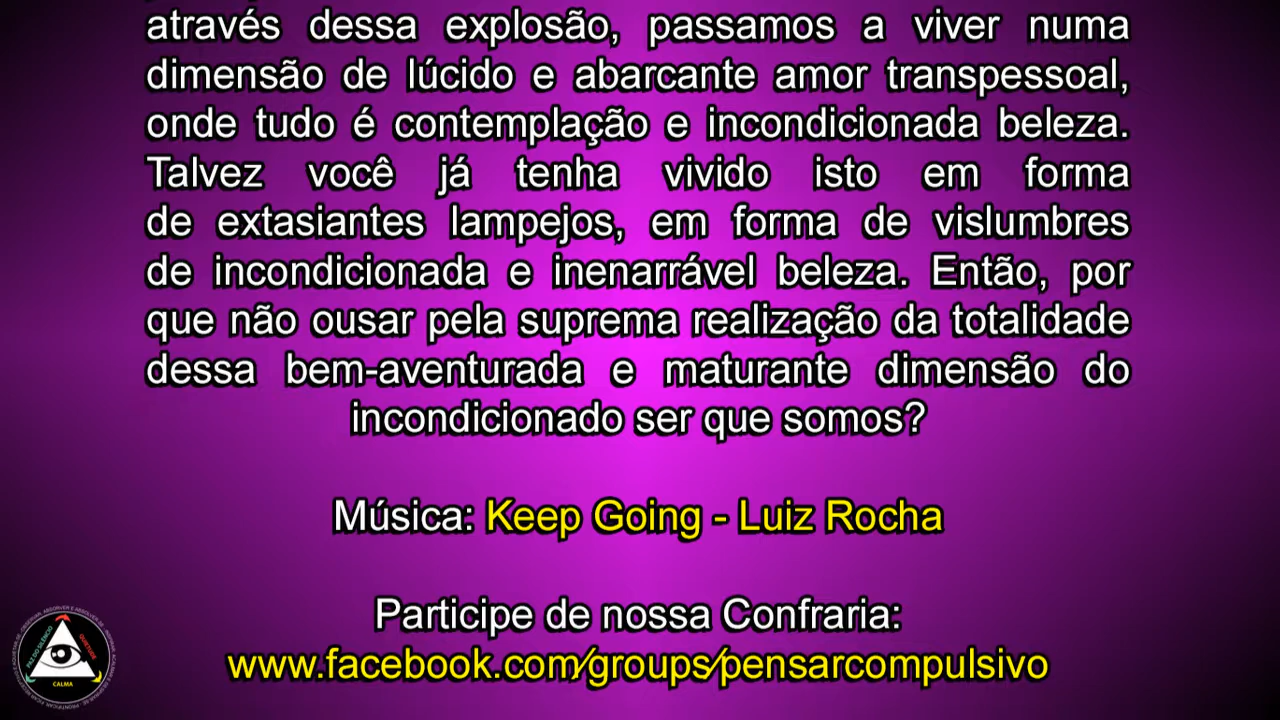 através dessa explosão, passamos a viver numa
dimensão de lúcido e abarcante amor transpessoal,
onde tudo é contemplação e incondicionada beleza.
Talvez você já tenha vivido isto em forma
de extasiantes lampejos, em forma de vislumbres
de incondicionada e inenarrável beleza. Então, por
que não ousar pela suprema realização da totalidade
dessa bem-aventurada e maturante dimensão do
incondicionado ser que somos?
Música: Keep Going - Luiz Rocha
Participe de nossa Confraria:
www.facebook.com/groups/pensarcompulsivo
CALMA